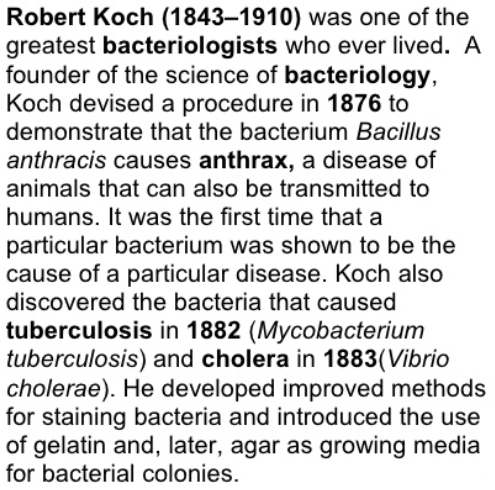 Robert Koch (1843–1910) was one of the
greatest bacteriologists who ever lived.  A
founder of the science of bacteriology,
Koch devised a procedure in 1876 to
demonstrate that the bacterium Bacillus
anthracis causes anthrax, a disease of
animals that can also be transmitted to
humans. It was the first time that a
particular bacterium was shown to be the
cause of a particular disease. Koch also
discovered the bacteria that caused
tuberculosis in 1882 (Mycobacterium
tuberculosis) and cholera in 1883(Vibrio
cholerae). He developed improved methods
for staining bacteria and introduced the use
of gelatin and, later, agar as growing media
for bacterial colonies.